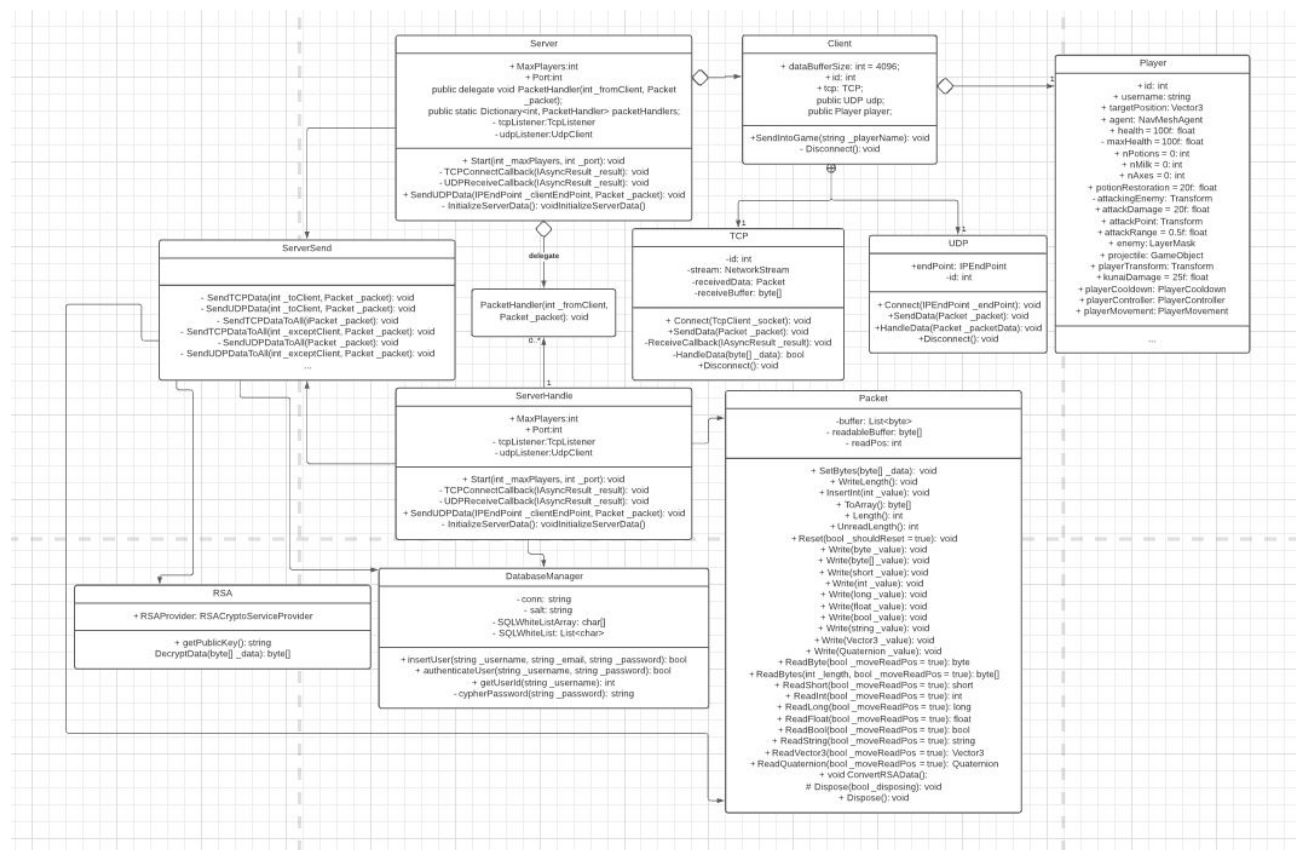 Server
+ MaxPlayers:int
+ Port:int
public delegate void PacketHandler(int _fromClient, Packet
_packet);
public static Dictionary<int, PacketHandler> packetHandlers;
- tcpListener:TcpListener
- udpListener:UdpClient
+ Start(int _maxPlayers, int _port): void
- TCPConnectCallback(IAsyncResult _result): void
- UDPReceiveCallback(IAsyncResult _result): void
+ SendUDPData(IPEndPoint _clientEndPoint, Packet _packet): void
- InitializeServerData(): voidInitializeServerData()
Client
+ dataBufferSize: int = 4096;
+ id: int
+ tcp: TCP;
public UDP udp;
public Player player;
+SendIntoGame(string _playerName): void
- Disconnect(): void
1
Player
+ id: int
+ username: string
+ targetPosition: Vector3
+ agent: NavMeshAgent
+ health = 100f: float
- maxHealth = 100f: float
+ nPotions = 0: int
+ nMilk = 0: int
+ nAxes = 0: int
+ potionRestoration = 20f: float
- attackingEnemy: Transform
+ attackDamage = 20f: float
+ attackPoint: Transform
+ attackRange = 0.5f: float
+ enemy: LayerMask
+ projectile: GameObject
+ playerTransform: Transform
+ kunaiDamage = 25f: float
+ playerCooldown: PlayerCooldown
+ playerController: PlayerController
+ playerMovement: PlayerMovement
...
ServerSend
- SendTCPData(int _toClient, Packet _packet): void
- SendUDPData(int _toClient, Packet _packet): void
- SendTCPDataToAll(iPacket _packet): void
- SendTCPDataToAll(int _exceptClient, Packet _packet): void
- SendUDPDataToAll(Packet _packet): void
- SendUDPDataToAll(int _exceptClient, Packet _packet): void
...
delegate
PacketHandler(int _fromClient,
Packet _packet): void
0..*
1
1
TCP
-id: int
-stream: NetworkStream
-receivedData: Packet
-receiveBuffer: byte[]
+ Connect(TcpClient _socket): void
+SendData(Packet _packet): void
-ReceiveCallback(IAsyncResult _result): void
-HandleData(byte[] _data): bool
+Disconnect(): void
1
UDP
+endPoint: IPEndPoint
-id: int
+ Connect(IPEndPoint _endPoint): void
+SendData(Packet _packet): void
+HandleData(Packet _packetData): void
+Disconnect(): void
ServerHandle
+ MaxPlayers:int
+ Port:int
- tcpListener:TcpListener
- udpListener:UdpClient
+ Start(int _maxPlayers, int _port): void
- TCPConnectCallback(IAsyncResult _result): void
- UDPReceiveCallback(IAsyncResult _result): void
+ SendUDPData(IPEndPoint _clientEndPoint, Packet _packet): void
- InitializeServerData(): voidInitializeServerData()
Packet
-buffer: List<byte>
- readableBuffer: byte[]
- readPos: int
+ SetBytes(byte[] _data): void
+ WriteLength(): void
+ InsertInt(int _value): void
+ ToArray(): byte[]
+ Length(): int
+ UnreadLength(): int
+ Reset(bool _shouldReset = true): void
+ Write(byte _value): void
+ Write(byte[] _value): void
+ Write(short _value): void
+ Write(int _value): void
+ Write(long _value): void
+ Write(float _value): void
+ Write(bool _value): void
+ Write(string _value): void
+ Write(Vector3 _value): void
+ Write(Quaternion _value): void
+ ReadByte(bool _moveReadPos = true): byte
+ ReadBytes(int _length, bool _moveReadPos = true): byte[]
+ ReadShort(bool _moveReadPos = true): short
+ ReadInt(bool _moveReadPos = true): int
+ ReadLong(bool _moveReadPos = true): long
+ ReadFloat(bool _moveReadPos = true): float
+ ReadBool(bool _moveReadPos = true): bool
+ ReadString(bool _moveReadPos = true): string
+ ReadVector3(bool _moveReadPos = true): Vector3
+ ReadQuaternion(bool _moveReadPos = true): Quaternion
+ void ConvertRSAData();
# Dispose(bool _disposing): void
+ Dispose(): void
RSA
+ RSAProvider: RSACryptoServiceProvider
+ getPublicKey(): string
DecryptData(byte[] _data): byte[]
DatabaseManager
- conn: string
- salt: string
- SQLWhiteListArray: char[]
- SQLWhiteList: List<char>
+ insertUser(string _username, string _email, string _password): bool
+ authenticateUser(string _username, string _password): bool
+ getUserId(string _username): int
- cypherPassword(string _password): string